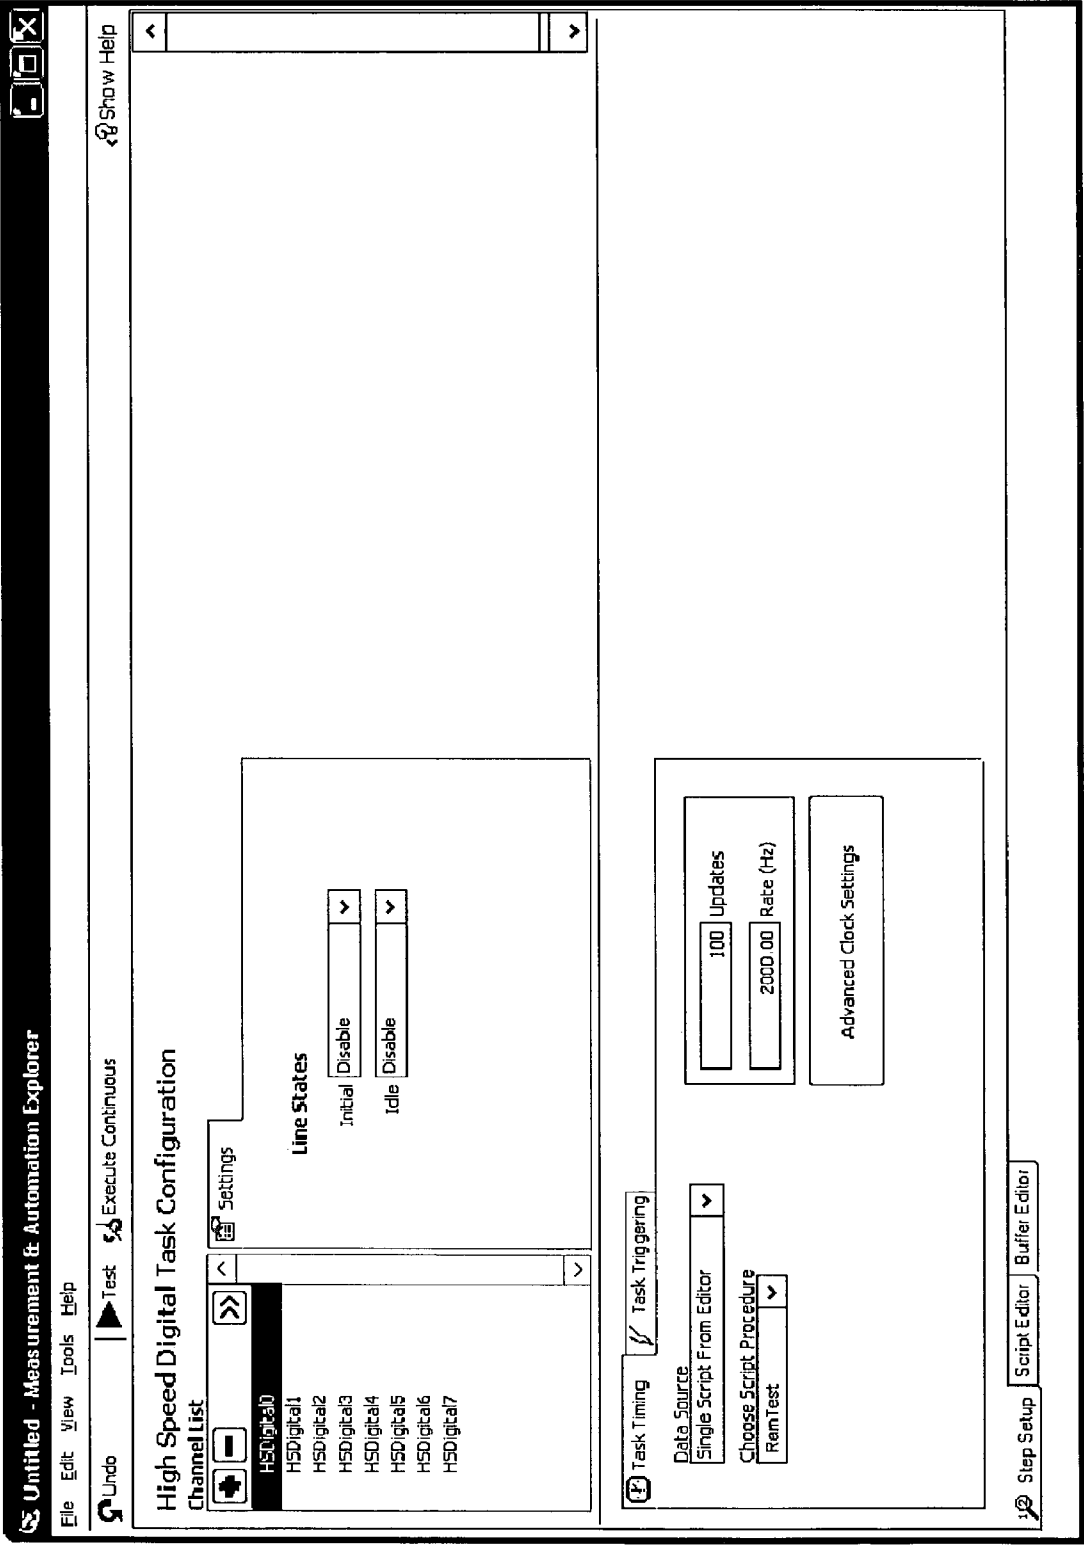 Untitled - Measurement & Automation Explorer
File Edit View Tools Help
Undo Test Execute Continuous Show Help
High Speed Digital Task Configuration
Channel List
HSDigital0
HSDigital1
HSDigital2
HSDigital3
HSDigital4
HSDigital5
HSDigital6
HSDigital7
Settings
Line States
Initial Disable
Idle Disable
Task Timing Task Triggering
Data Source
Single Script From Editor
Choose Script Procedure
RemTest
100 Updates
2000.00 Rate (Hz)
Advanced Clock Settings
Step Setup Script Editor Buffer Editor